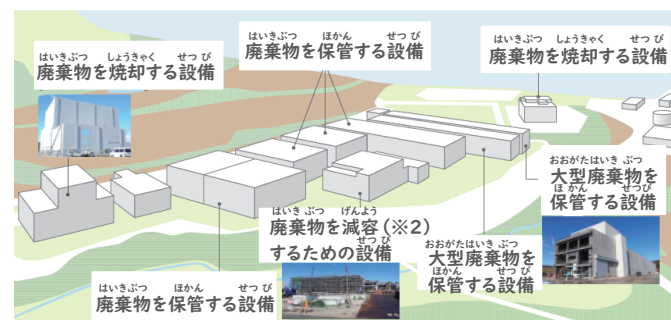 はいきぶつ しょうきゃく せつび
廃棄物を焼却する設備
はいきぶつ ほかん せつび
廃棄物を保管する設備
はいきぶつ しょうきゃく せつび
廃棄物を焼却する設備
おおがたはいきぶつ
大型廃棄物を
ほかん せつび
保管する設備
はいきぶつ げんよう
廃棄物を減容(※2)
せつび
するための設備
おおがたはいきぶつ
大型廃棄物を
ほかん せつび
保管する設備
はいきぶつ ほかん せつび
廃棄物を保管する設備